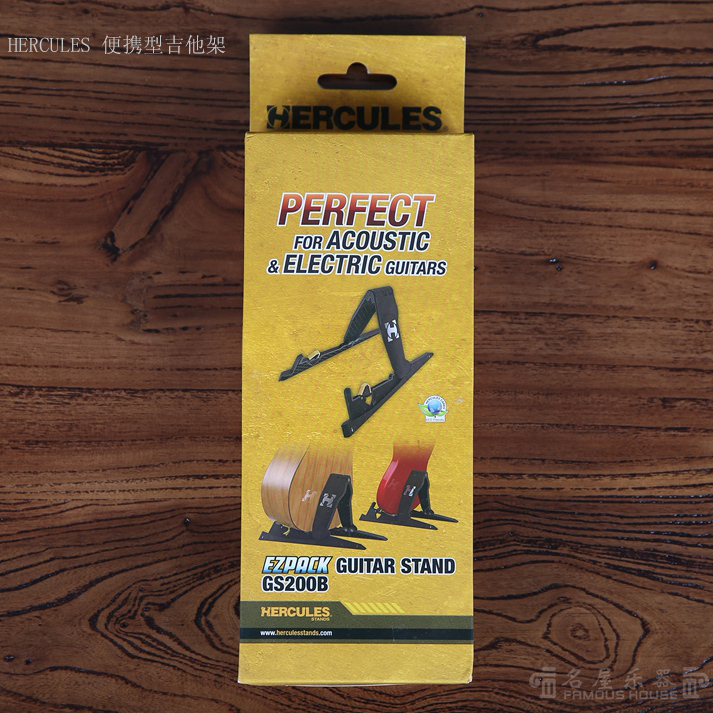 HERCULES 便携型吉他架
HERCULES
PERFECT
FOR ACOUSTIC
& ELECTRIC GUITARS
EZPACK GUITAR STAND
GS200B
HERCULES
STANDS
www.herculesstands.com
名屋乐器
FAMOUS HOUSE